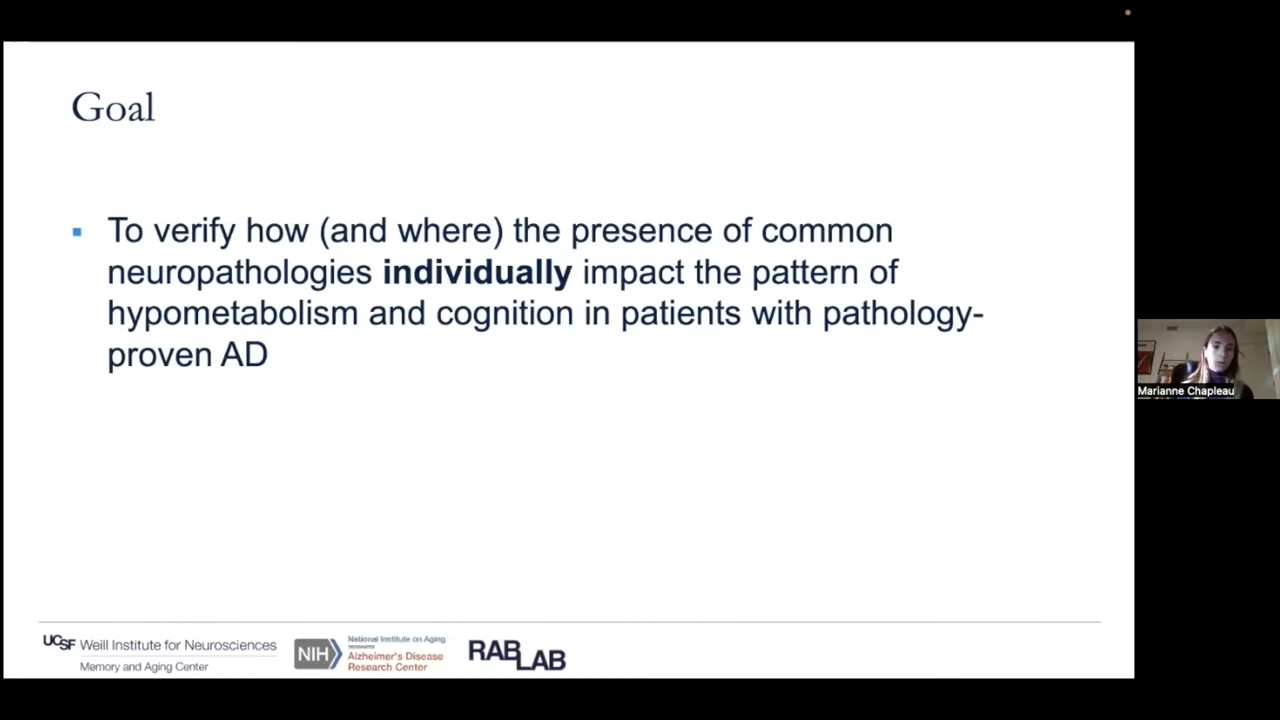 Goal
▪ To verify how (and where) the presence of common
neuropathologies individually impact the pattern of
hypometabolism and cognition in patients with pathology-
proven AD
Marianne Chapleau
UCSF Weill Institute for Neurosciences
Memory and Aging Center
NIH
National Institute on Aging
Alzheimer's Disease
Research Center
RAB LAB